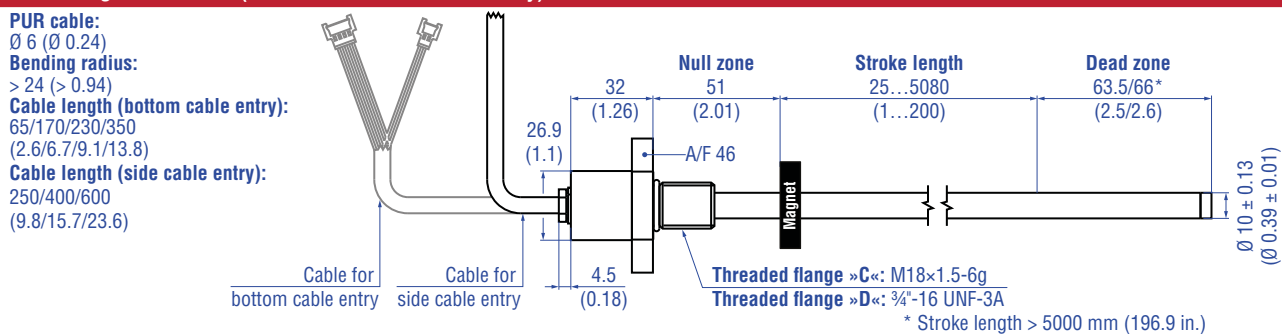 PUR cable:
Ø 6 (Ø 0.24)
Bending radius:
> 24 (> 0.94)
Cable length (bottom cable entry):
65/170/230/350
(2.6/6.7/9.1/13.8)
Cable length (side cable entry):
250/400/600
(9.8/15.7/23.6)
Null zone
Stroke length
Dead zone
32
51
25…5080
63.5/66*
(1.26)
(2.01)
(1…200)
(2.5/2.6)
26.9
(1.1)
A/F 46
Magnet
Ø 10 ± 0.13
(Ø 0.39 ± 0.01)
Cable for
bottom cable entry
Cable for
side cable entry
4.5
(0.18)
Threaded flange »C«: M18×1.5-6g
Threaded flange »D«: ¾"-16 UNF-3A
* Stroke length > 5000 mm (196.9 in.)